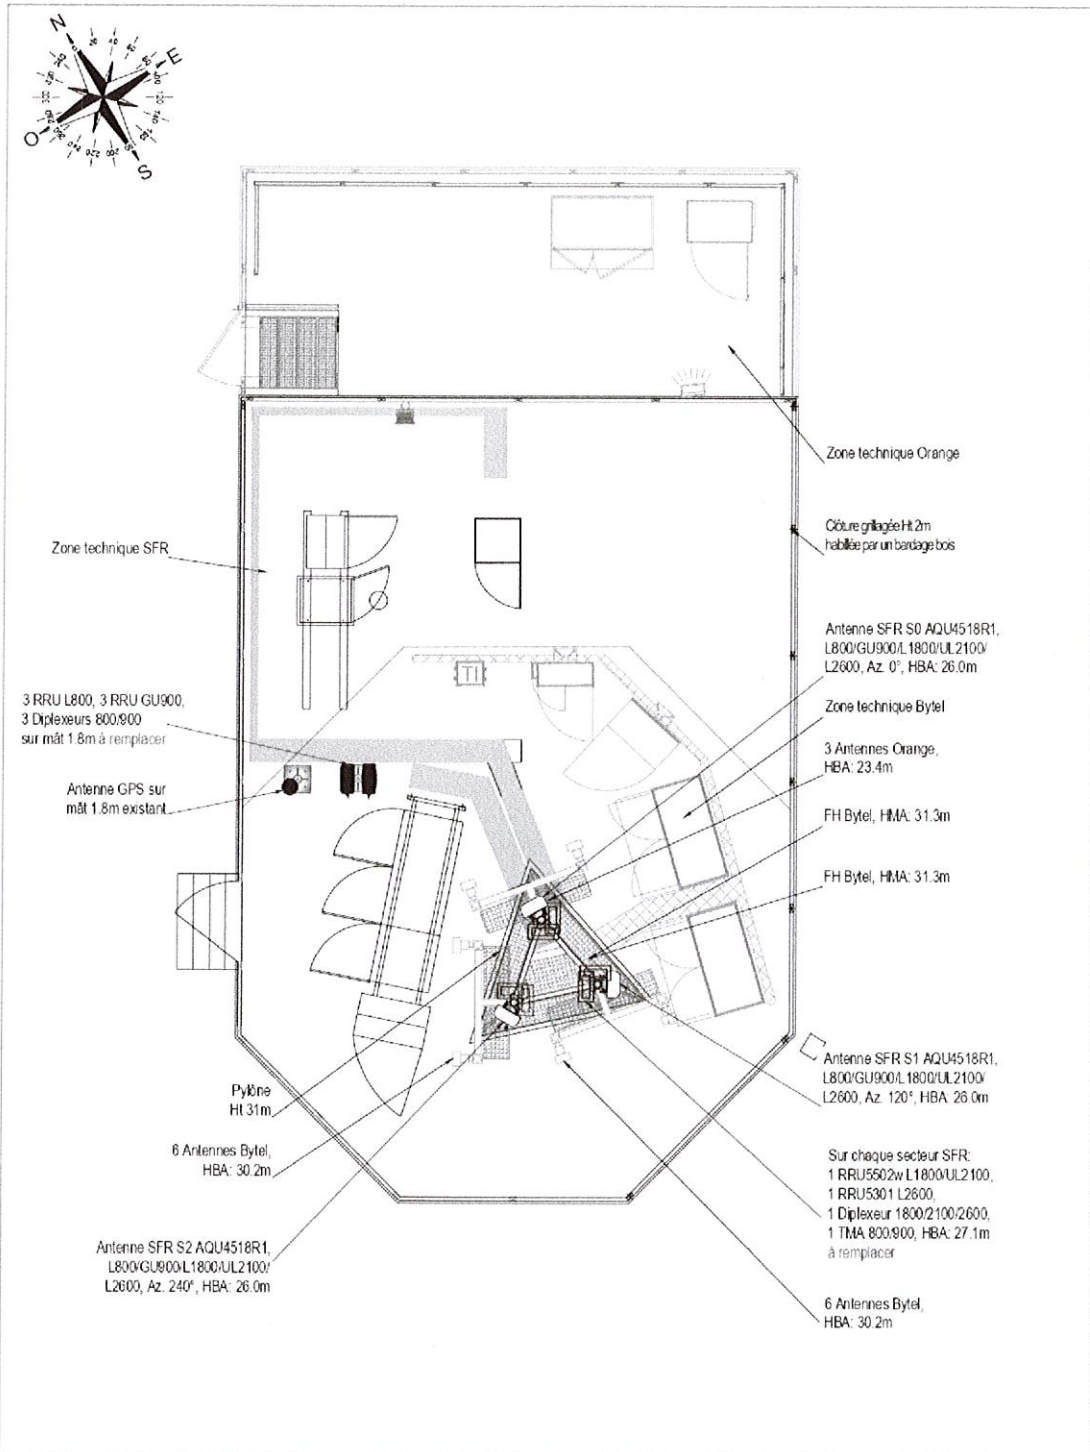 N
E
O
S
Zone technique Orange
Clôture grillagée Ht 2m
habillée par un bardage bois
Zone technique SFR
Antenne SFR S0 AQU4518R1,
L800/GU900/L1800/UL2100/
L2600, Az. 0°, HBA: 26.0m
TI
3 RRU L800, 3 RRU GU900,
3 Diplexeurs 800/900
sur mât 1.8m à remplacer
Zone technique Bytel
3 Antennes Orange,
HBA: 23.4m
Antenne GPS sur
mât 1.8m existant
FH Bytel, HMA: 31.3m
FH Bytel, HMA: 31.3m
Antenne SFR S1 AQU4518R1,
L800/GU900/L1800/UL2100/
L2600, Az. 120°, HBA: 26.0m
Pylône
Ht 31m
6 Antennes Bytel,
HBA: 30.2m
Sur chaque secteur SFR:
1 RRU5502w L1800/UL2100,
1 RRU5301 L2600,
1 Diplexeur 1800/2100/2600,
1 TMA 800/900, HBA: 27.1m
à remplacer
Antenne SFR S2 AQU4518R1,
L800/GU900/L1800/UL2100/
L2600, Az. 240°, HBA: 26.0m
6 Antennes Bytel,
HBA: 30.2m